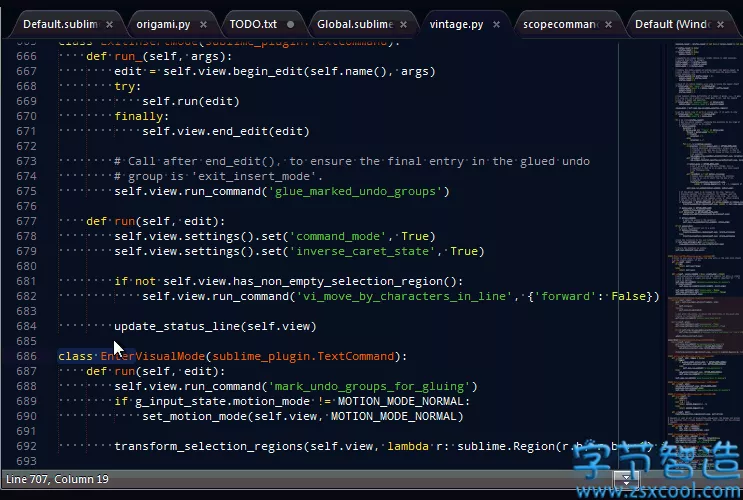 Default.sublim origami.py TODO.txt Global.sublime vintage.py scopecomman Default (Windo
class ExitInsertMode(sublime_plugin.TextCommand):
666 def run_(self, args):
667 edit = self.view.begin_edit(self.name(), args)
668 try:
669 self.run(edit)
670 finally:
671 self.view.end_edit(edit)
672
673 # Call after end_edit(), to ensure the final entry in the glued undo
674 # group is 'exit_insert_mode'.
675 self.view.run_command('glue_marked_undo_groups')
676
677 def run(self, edit):
678 self.view.settings().set('command_mode', True)
679 self.view.settings().set('inverse_caret_state', True)
680
681 if not self.view.has_non_empty_selection_region():
682 self.view.run_command('vi_move_by_characters_in_line', {'forward': False})
683
684 update_status_line(self.view)
685
686 class EnterVisualMode(sublime_plugin.TextCommand):
687 def run(self, edit):
688 self.view.run_command('mark_undo_groups_for_gluing')
689 if g_input_state.motion_mode != MOTION_MODE_NORMAL:
690 set_motion_mode(self.view, MOTION_MODE_NORMAL)
691
692 transform_selection_regions(self.view, lambda r: sublime.Region(r.b,
693
Line 707, Column 19
字节智造
www.zsxcool.com